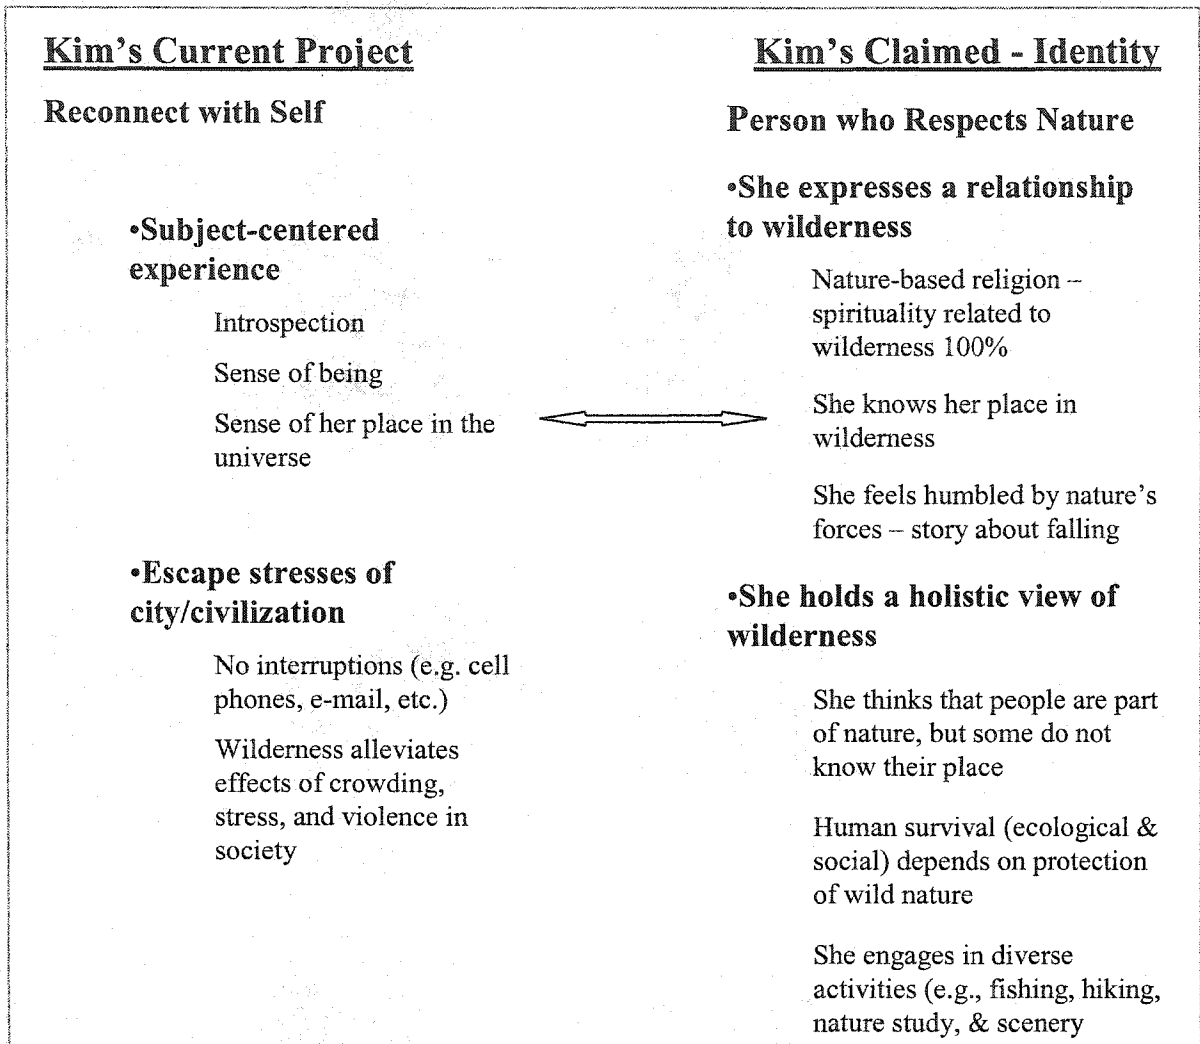 Kim's Current Project
Reconnect with Self
•Subject-centered
experience
Introspection
Sense of being
Sense of her place in the
universe
•Escape stresses of
city/civilization
No interruptions (e.g. cell
phones, e-mail, etc.)
Wilderness alleviates
effects of crowding,
stress, and violence in
society
Kim's Claimed - Identity
Person who Respects Nature
•She expresses a relationship
to wilderness
Nature-based religion –
spirituality related to
wilderness 100%
She knows her place in
wilderness
She feels humbled by nature's
forces – story about falling
•She holds a holistic view of
wilderness
She thinks that people are part
of nature, but some do not
know their place
Human survival (ecological &
social) depends on protection
of wild nature
She engages in diverse
activities (e.g., fishing, hiking,
nature study, & scenery